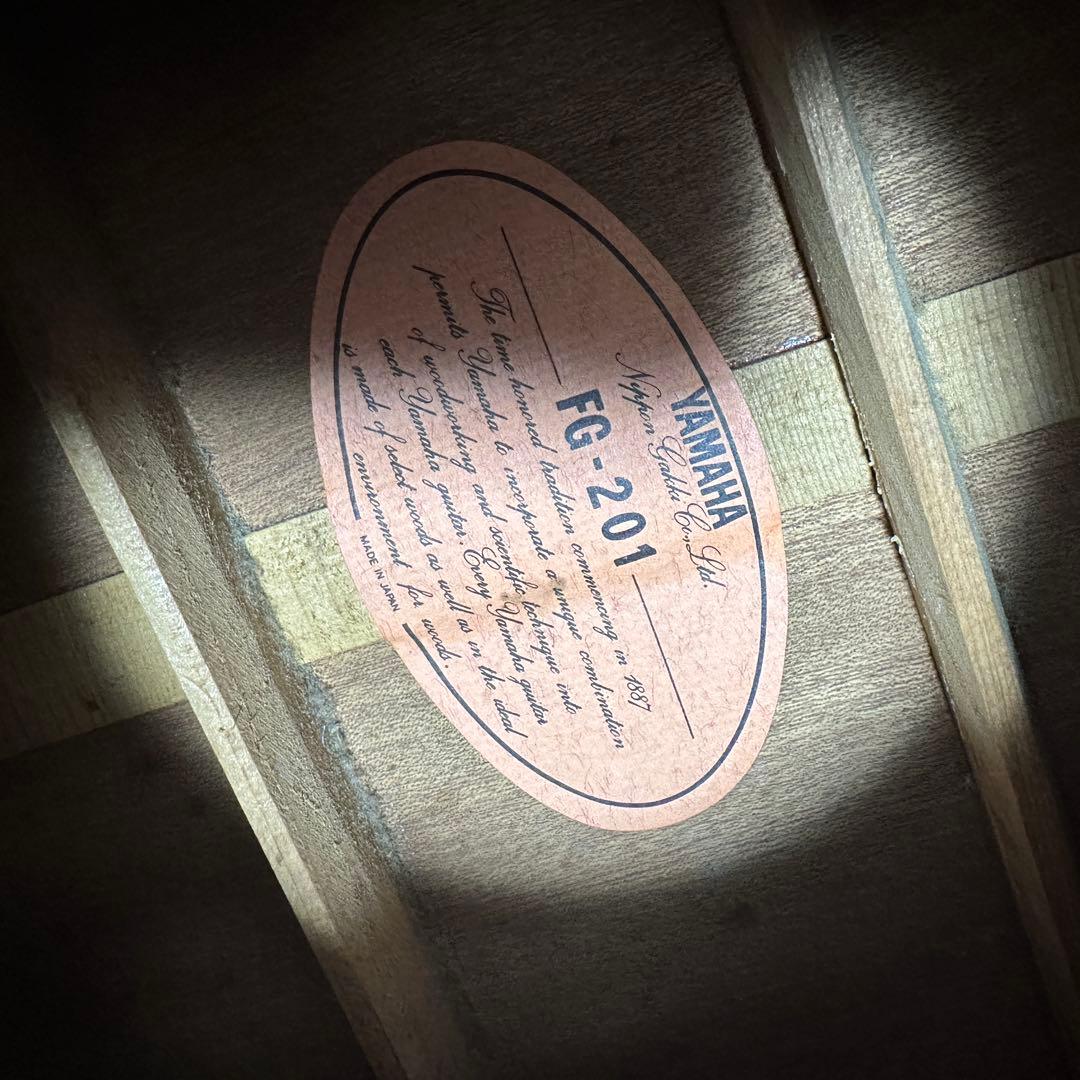 YAMAHA
Nippon Gakki Co., Ltd.
FG-201
The time honored tradition commencing in 1887
permits Yamaha to incorporate a unique combination
of woodworking and scientific technique into
each Yamaha guitar. Every Yamaha guitar
is made of select woods as well as in the ideal
environment for woods.
MADE IN JAPAN